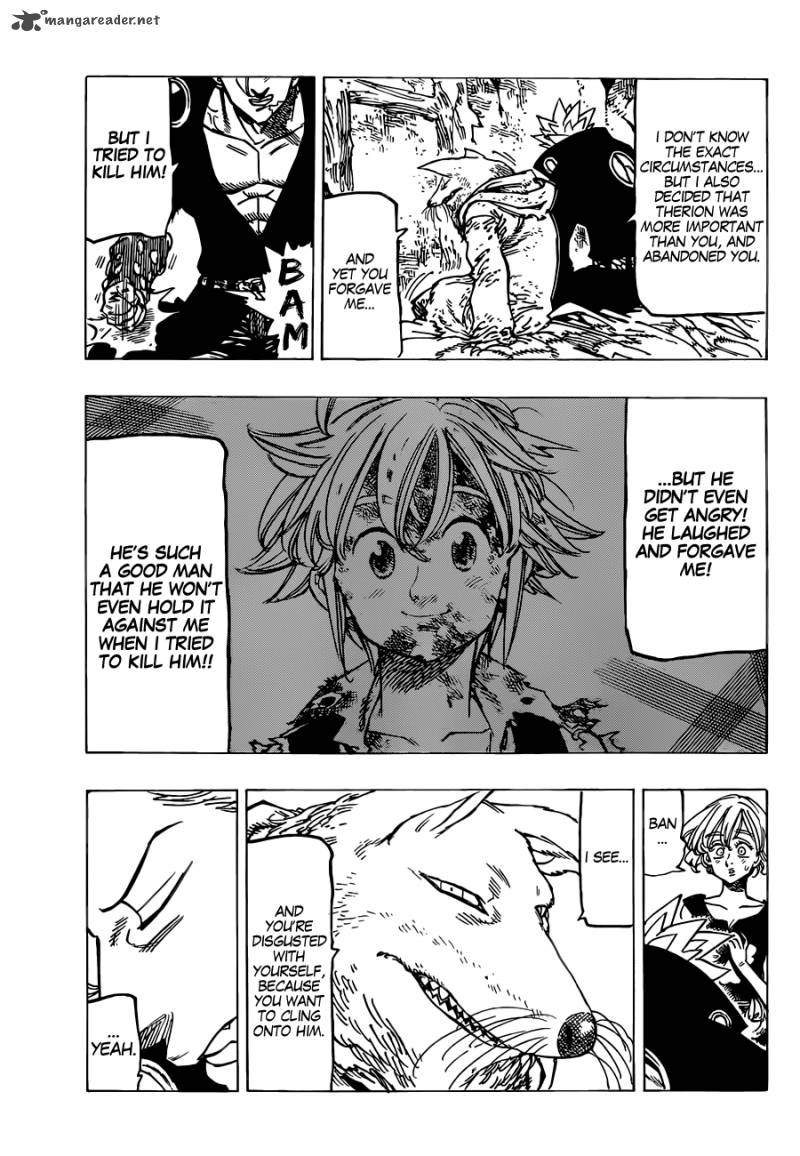 mangareader.net
I DON'T KNOW
THE EXACT
CIRCUMSTANCES...
BUT I ALSO
DECIDED THAT
THERION WAS
MORE IMPORTANT
THAN YOU, AND
ABANDONED YOU.
AND
YET YOU
FORGAVE
ME...
BUT I
TRIED TO
KILL HIM!
BAM
...BUT HE
DIDN'T EVEN
GET ANGRY!
HE LAUGHED
AND FORGAVE
ME!
HE'S SUCH
A GOOD MAN
THAT HE WON'T
EVEN HOLD IT
AGAINST ME
WHEN I TRIED
TO KILL HIM!!
BAN
...
I SEE...
AND
YOU'RE
DISGUSTED
WITH
YOURSELF,
BECAUSE
YOU WANT
TO CLING
ONTO HIM.
...
YEAH.